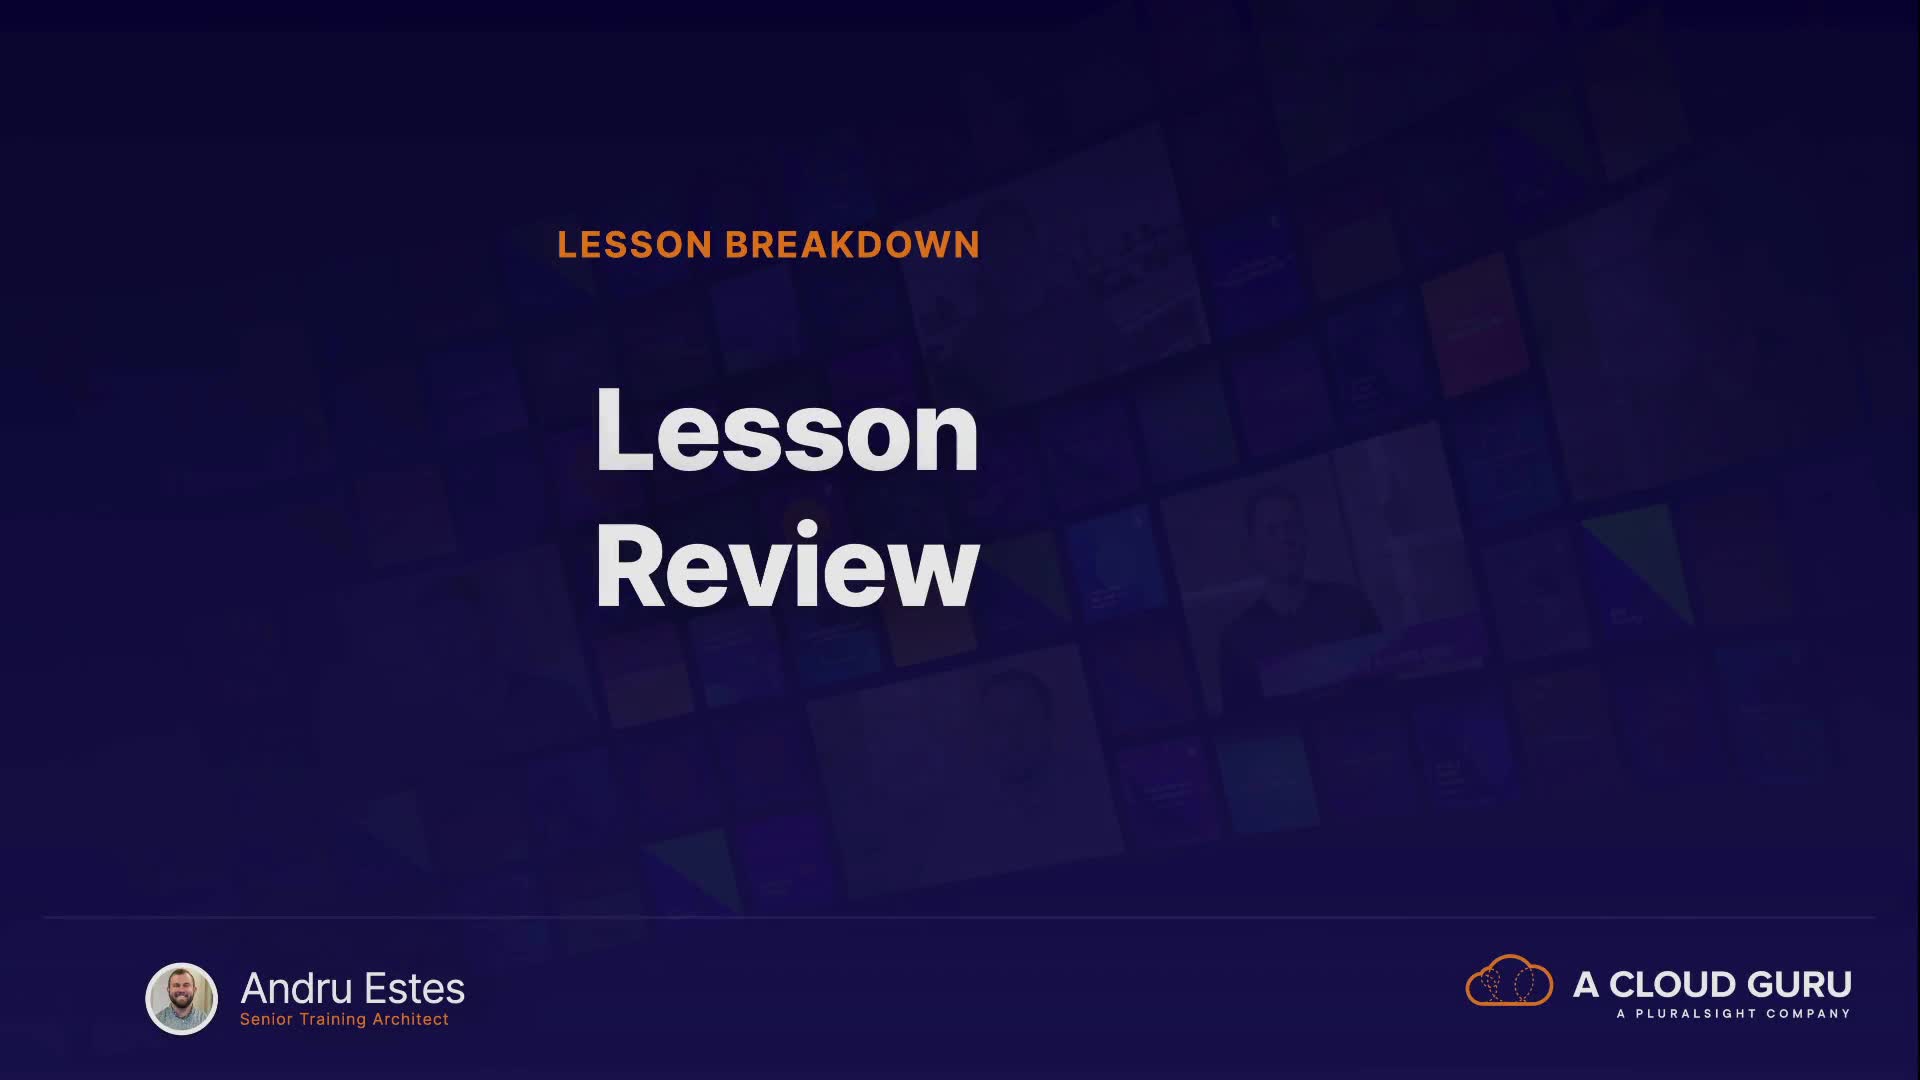 LESSON BREAKDOWN
Lesson
Review
Andru Estes
Senior Training Architect
A CLOUD GURU
A PLURALSIGHT COMPANY